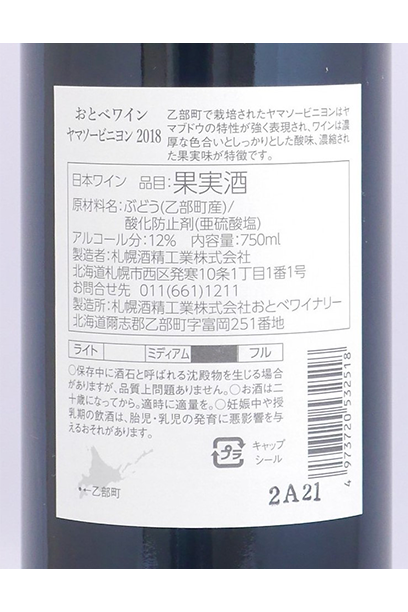 おとべワイン
ヤマソービニヨン 2018
乙部町で栽培されたヤマソービニヨンはヤ
マブドウの特性が強く表現され、ワインは濃
厚な色合いとしっかりとした酸味、濃縮され
た果実味が特徴です。
日本ワイン 品目：果実酒
原材料名：ぶどう(乙部町産)/
酸化防止剤(亜硫酸塩)
アルコール分：12% 内容量：750ml
製造者：札幌酒精工業株式会社
北海道札幌市西区発寒10条1丁目1番1号
お問合せ先 011(661)1211
製造所：札幌酒精工業株式会社おとべワイナリー
北海道爾志郡乙部町字富岡251番地
ライト ミディアム フル
○保存中に酒石と呼ばれる沈殿物を生じる場合
がありますが、品質上問題ありません。○お酒は二
十歳になってから。適時に適量を。○妊娠中や授
乳期の飲酒は、胎児・乳児の発育に悪影響を与
えるおそれがあります。
←乙部町
プラ
キャップ
シール
2A21
4973720532518